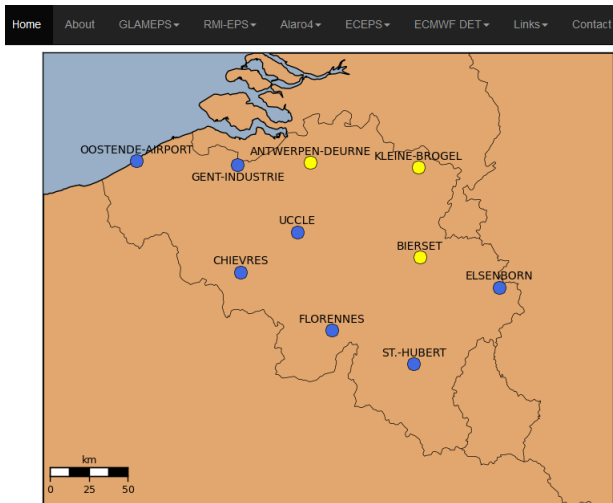 Home About GLAMEPS RMI-EPS Alaro4 ECEPS ECMWF DET Links Contact
OOSTENDE-AIRPORT
ANTWERPEN-DEURNE
KLEINE-BROGEL
GENT-INDUSTRIE
UCCLE
BIERSET
CHIEVRES
ELSENBORN
FLORENNES
ST.-HUBERT
km
0 25 50